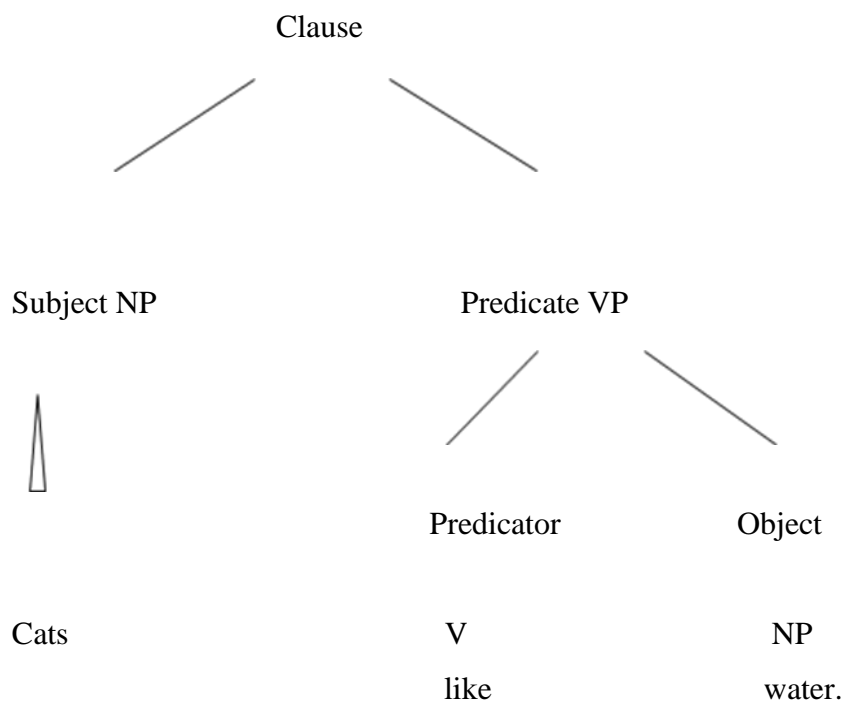 Clause
Subject NP Predicate VP
Predicator Object
Cats V NP
like water.